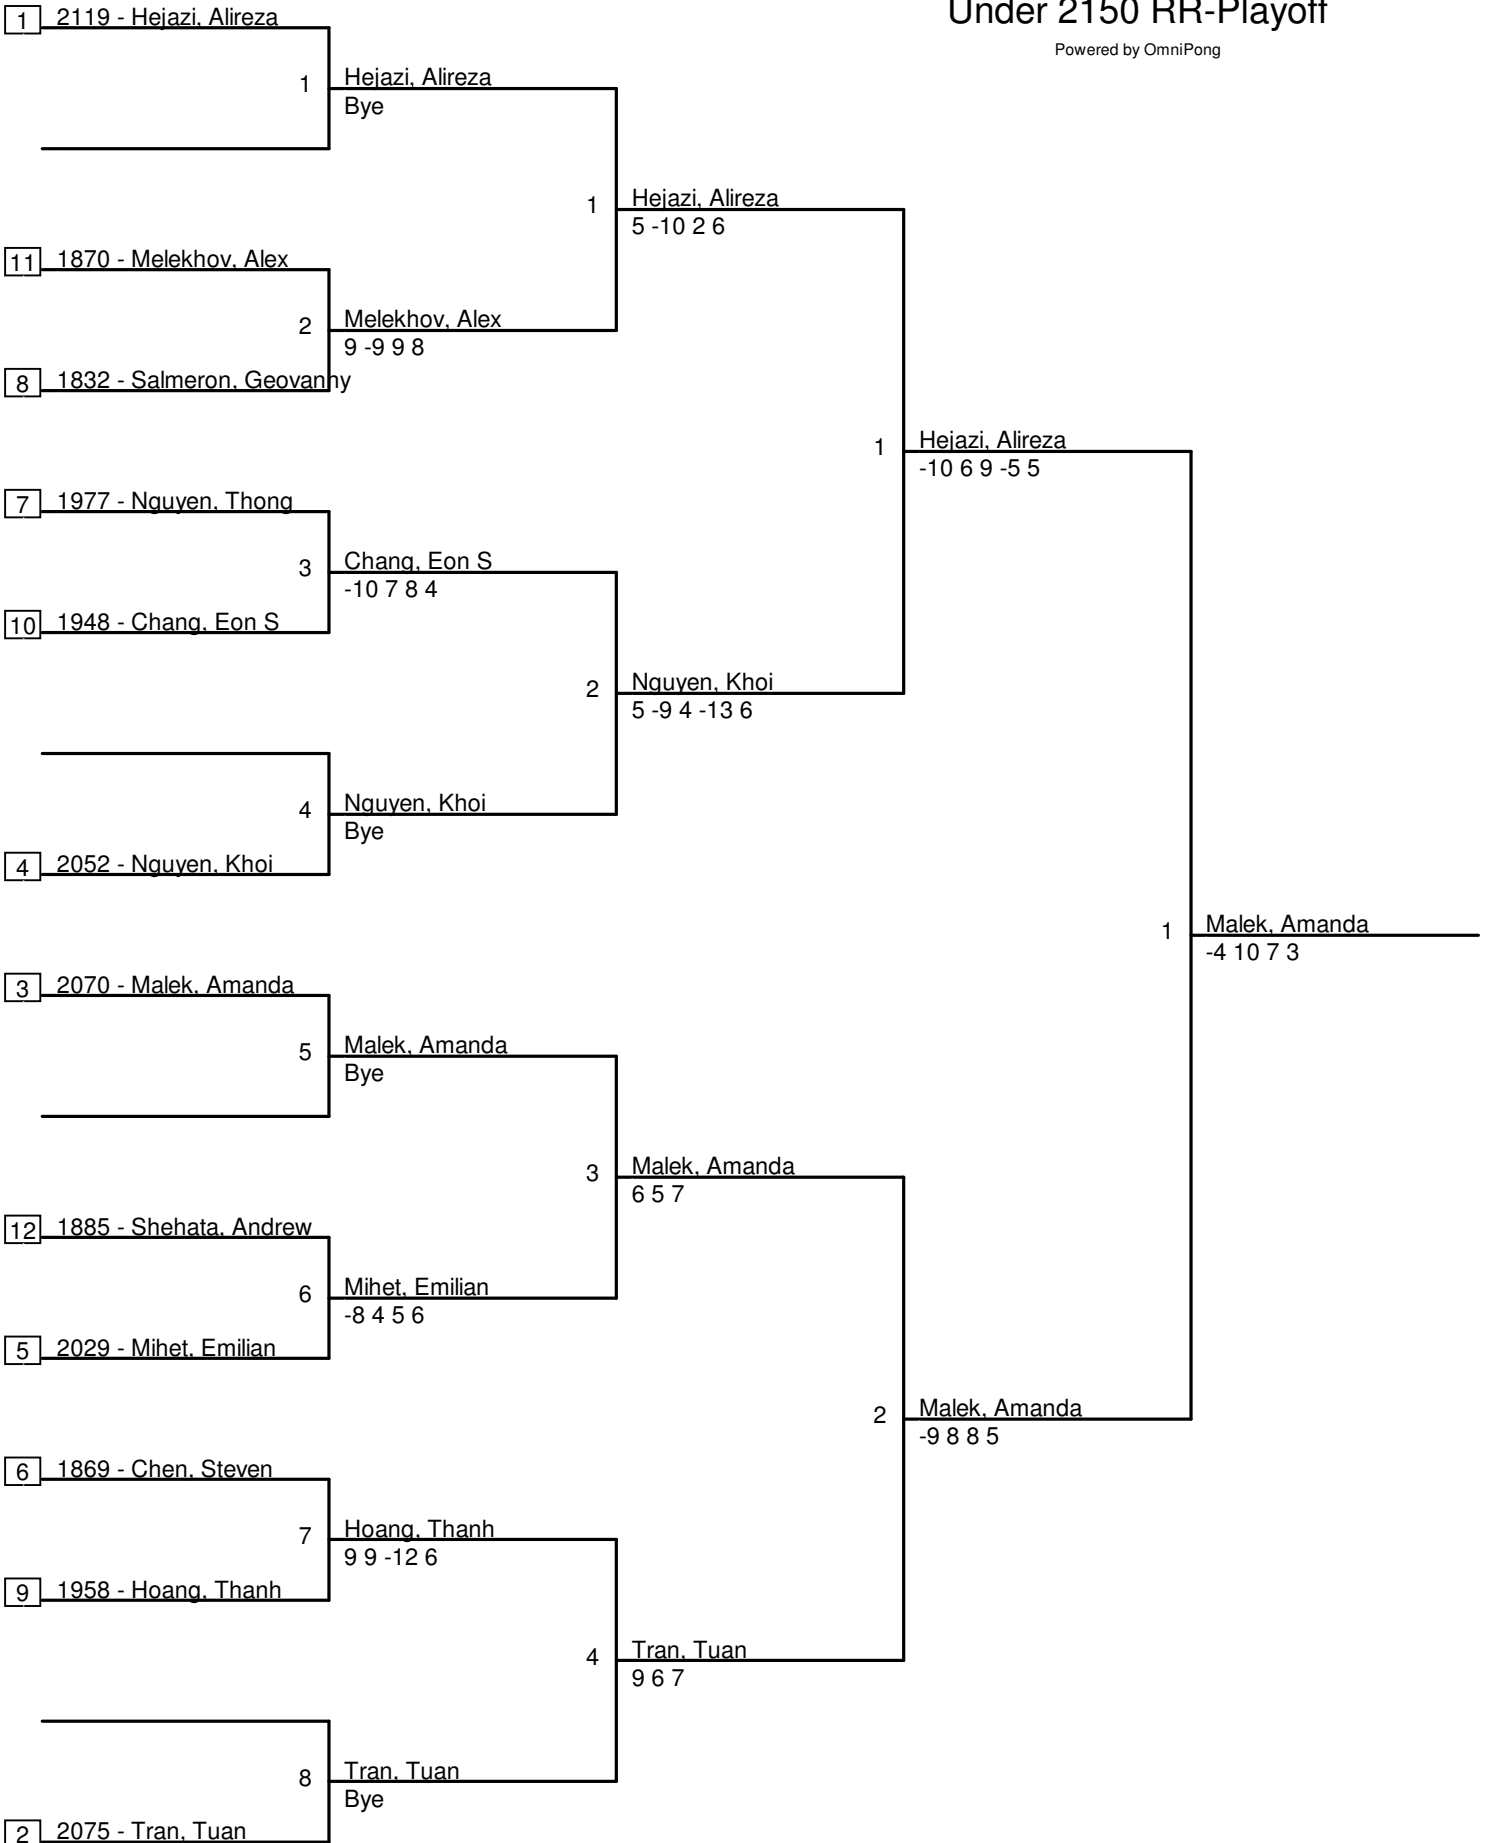 Under 2150 RR-Playoff
Powered by OmniPong
1 2119 - Hejazi, Alireza
1 Hejazi, Alireza
Bye
1 Hejazi, Alireza
5 -10 2 6
11 1870 - Melekhov, Alex
2 Melekhov, Alex
9 -9 9 8
8 1832 - Salmeron, Geovanny
1 Hejazi, Alireza
-10 6 9 -5 5
7 1977 - Nguyen, Thong
3 Chang, Eon S
-10 7 8 4
10 1948 - Chang, Eon S
2 Nguyen, Khoi
5 -9 4 -13 6
4 Nguyen, Khoi
Bye
4 2052 - Nguyen, Khoi
1 Malek, Amanda
-4 10 7 3
3 2070 - Malek, Amanda
5 Malek, Amanda
Bye
3 Malek, Amanda
6 5 7
12 1885 - Shehata, Andrew
6 Mihet, Emilian
-8 4 5 6
5 2029 - Mihet, Emilian
2 Malek, Amanda
-9 8 8 5
6 1869 - Chen, Steven
7 Hoang, Thanh
9 9 -12 6
9 1958 - Hoang, Thanh
4 Tran, Tuan
9 6 7
8 Tran, Tuan
Bye
2 2075 - Tran, Tuan